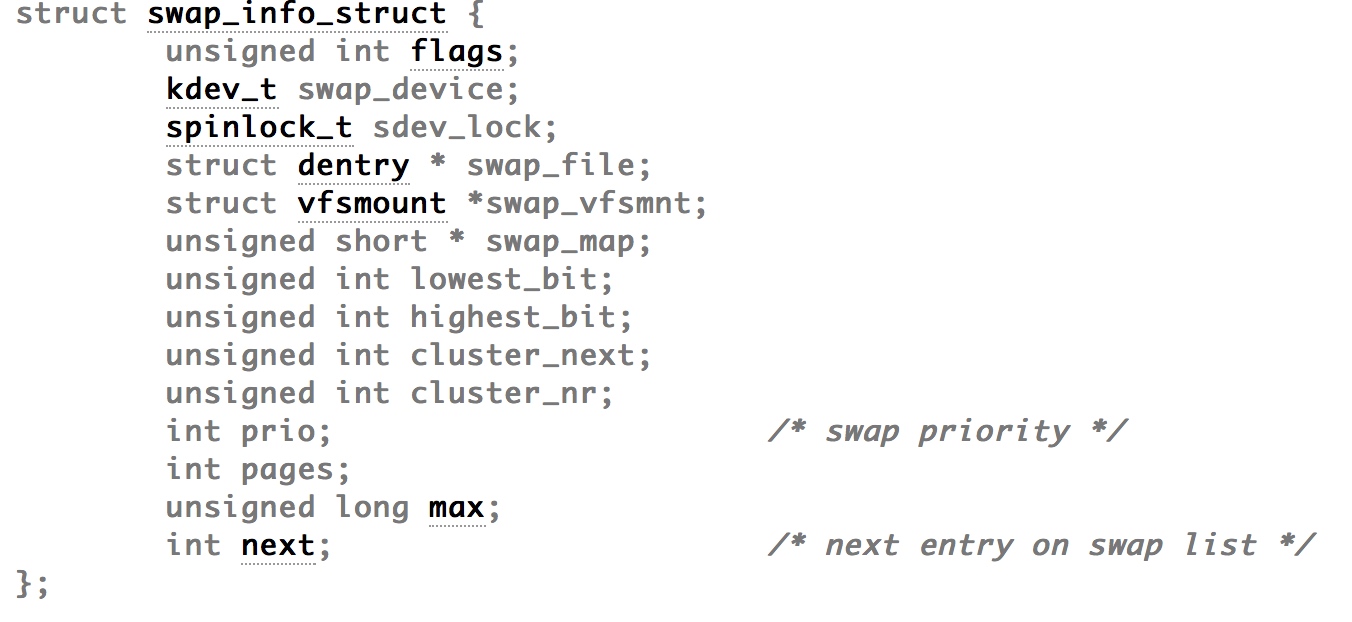 struct swap_info_struct {
unsigned int flags;
kdev_t swap_device;
spinlock_t sdev_lock;
struct dentry * swap_file;
struct vfsmount *swap_vfsmnt;
unsigned short * swap_map;
unsigned int lowest_bit;
unsigned int highest_bit;
unsigned int cluster_next;
unsigned int cluster_nr;
int prio; /* swap priority */
int pages;
unsigned long max;
int next; /* next entry on swap list */
};